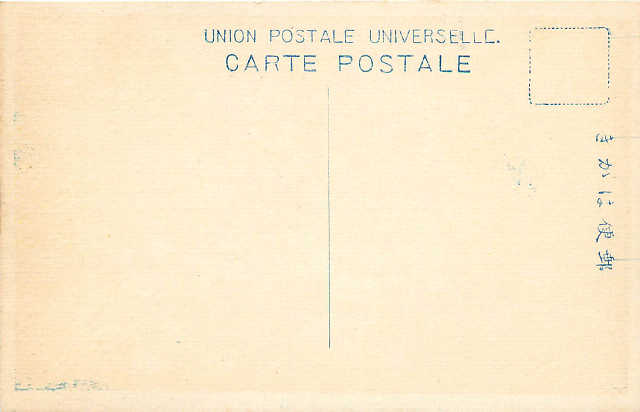 UNION POSTALE UNIVERSELLE.
CARTE POSTALE
郵便はかき